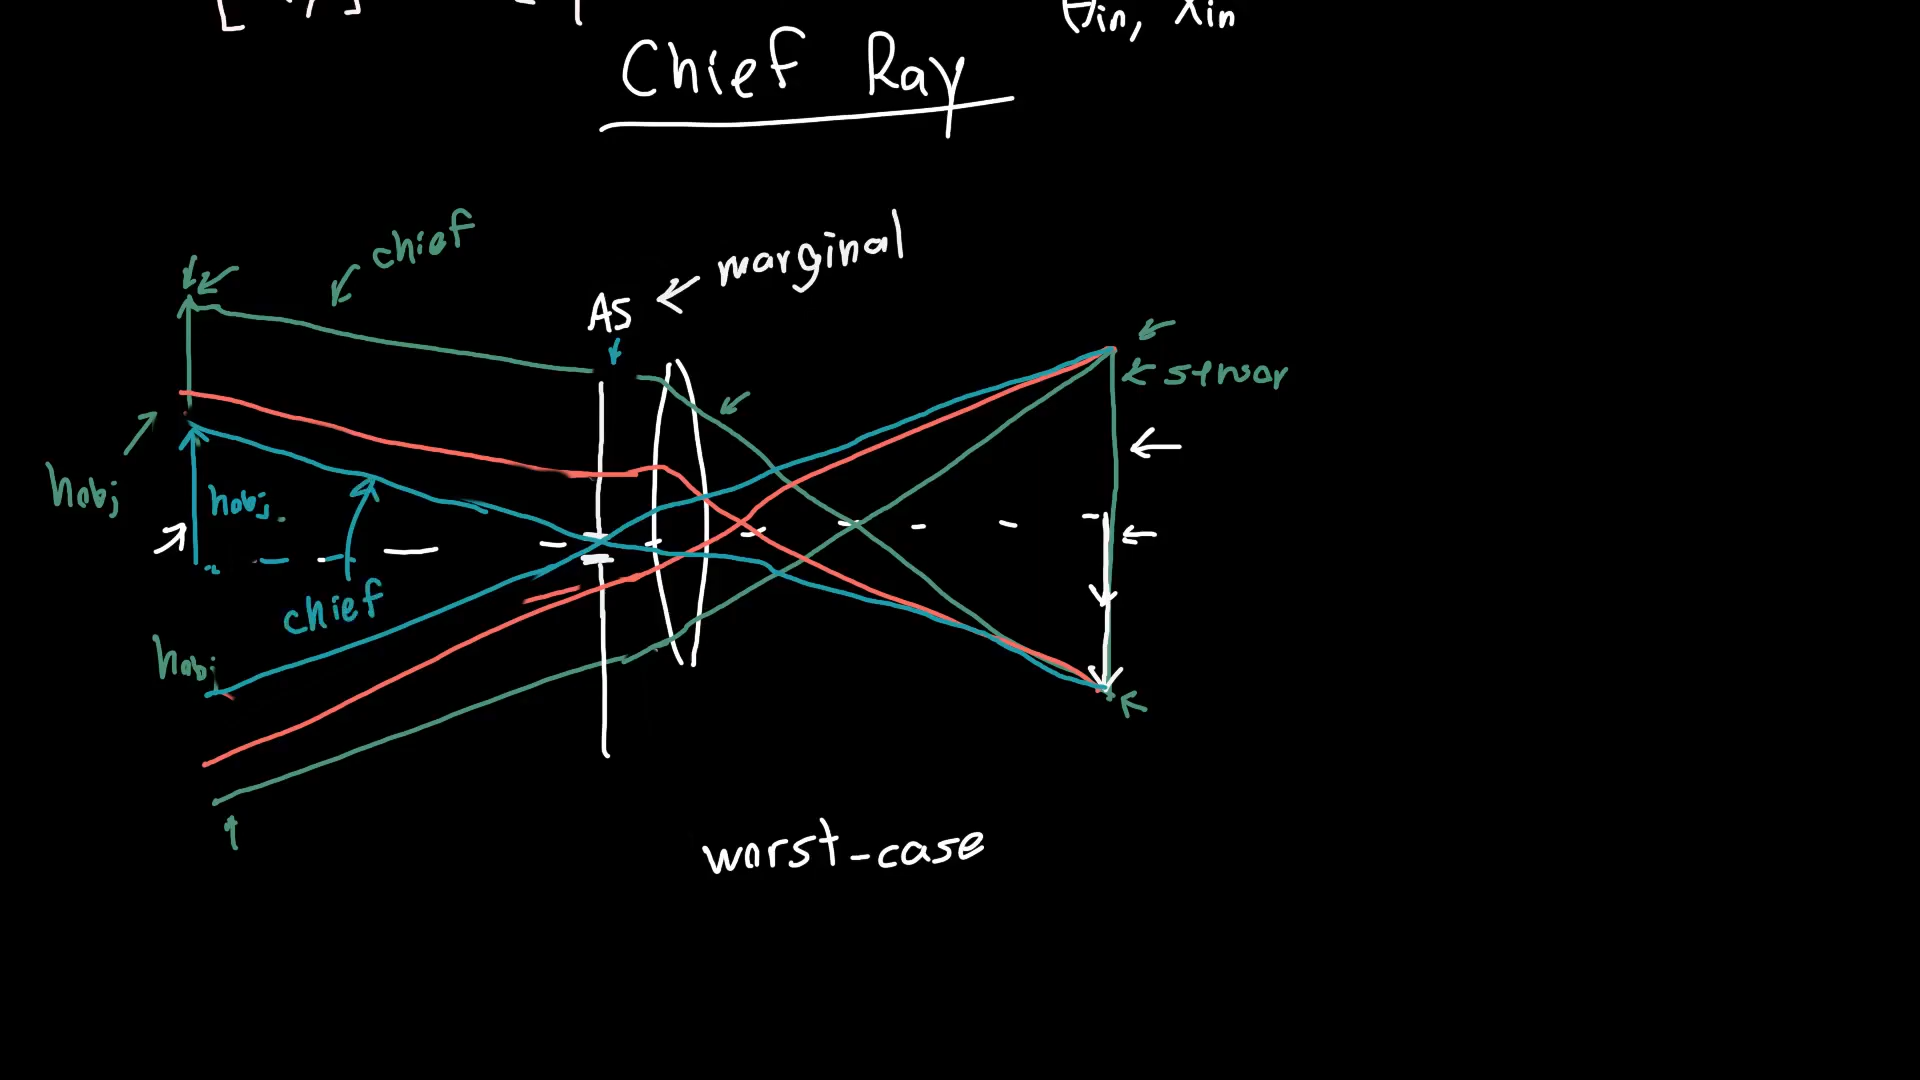 θin, xin
Chief Ray
chief
marginal
AS
sensor
hobj
hobj.
chief
hobj
worst-case